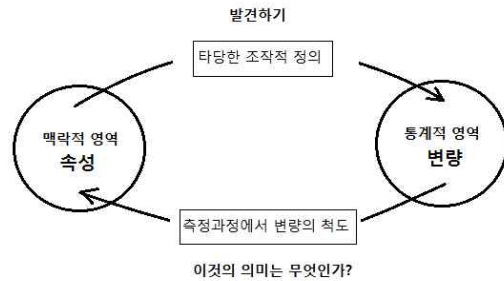 발견하기
타당한 조작적 정의
맥락적 영역
속성
통계적 영역
변량
측정과정에서 변량의 척도
이것의 의미는 무엇인가?